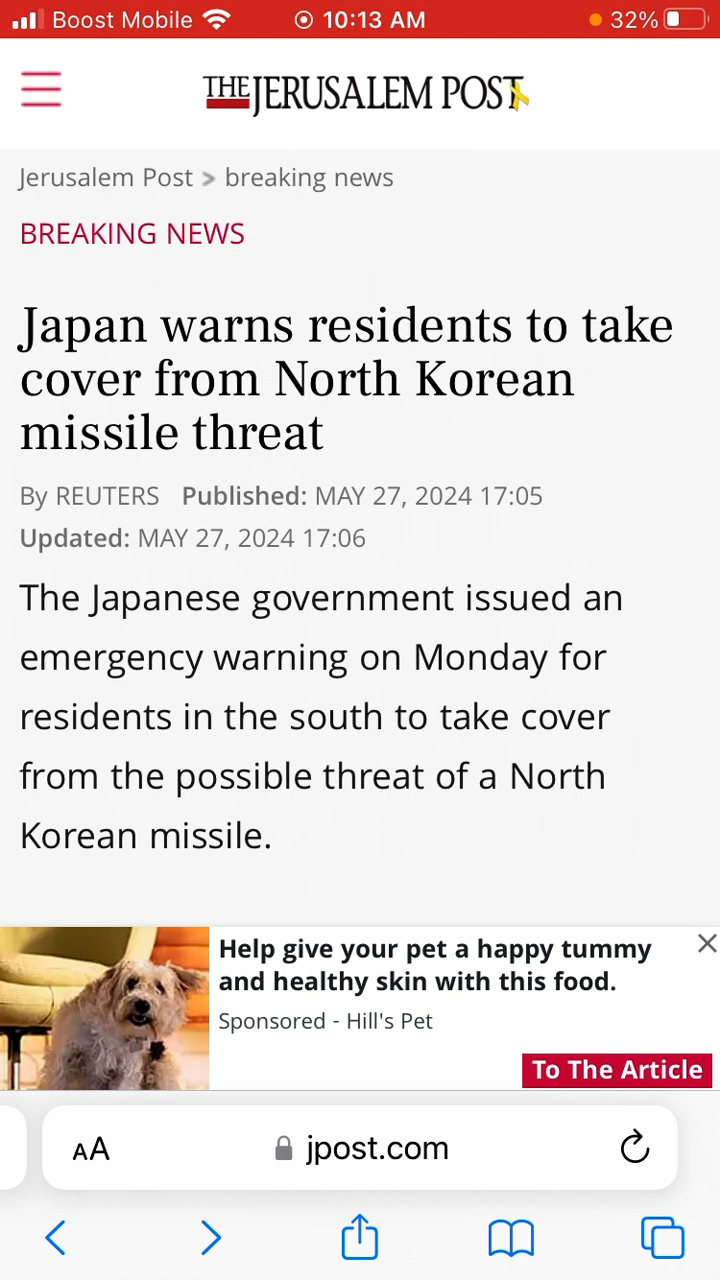 Boost Mobile 10:13 AM 32%
THE JERUSALEM POST
Jerusalem Post > breaking news
BREAKING NEWS
Japan warns residents to take
cover from North Korean
missile threat
By REUTERS Published: MAY 27, 2024 17:05
Updated: MAY 27, 2024 17:06
The Japanese government issued an
emergency warning on Monday for
residents in the south to take cover
from the possible threat of a North
Korean missile.
Help give your pet a happy tummy
and healthy skin with this food.
Sponsored - Hill's Pet
To The Article
AA jpost.com